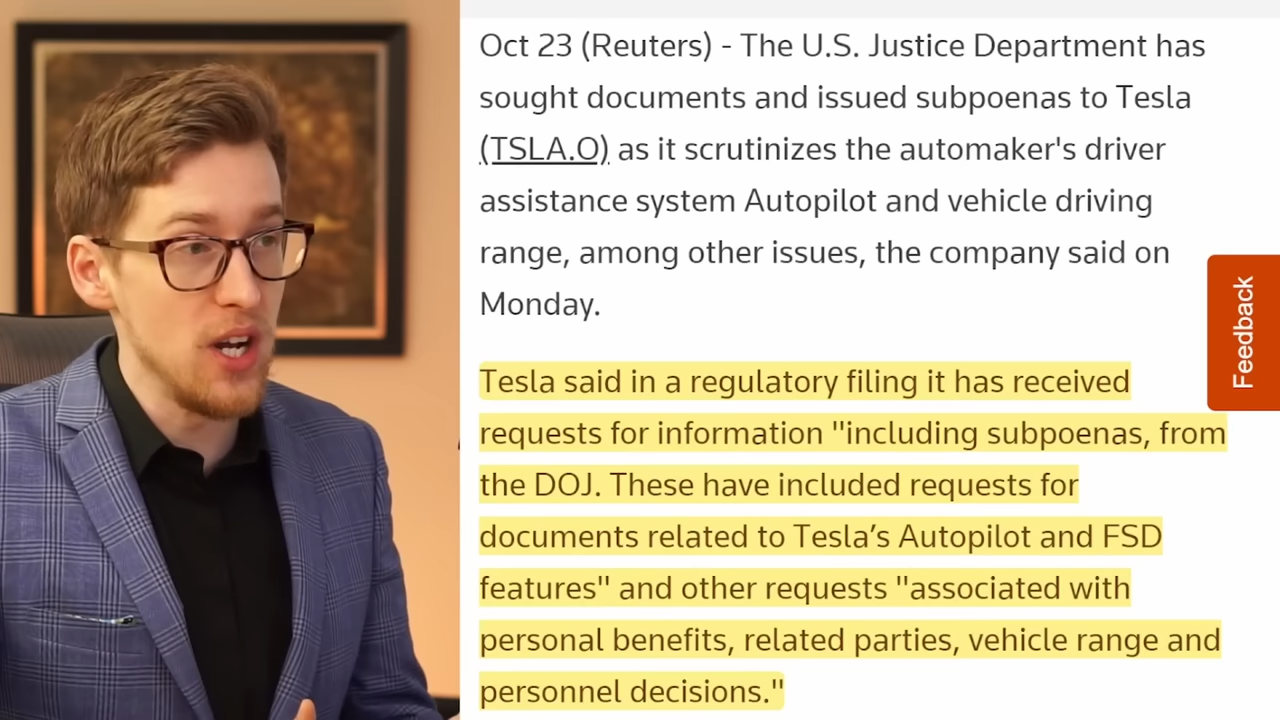 Oct 23 (Reuters) - The U.S. Justice Department has
sought documents and issued subpoenas to Tesla
(TSLA.O) as it scrutinizes the automaker's driver
assistance system Autopilot and vehicle driving
range, among other issues, the company said on
Monday.
Tesla said in a regulatory filing it has received
requests for information "including subpoenas, from
the DOJ. These have included requests for
documents related to Tesla’s Autopilot and FSD
features" and other requests "associated with
personal benefits, related parties, vehicle range and
personnel decisions."
Feedback